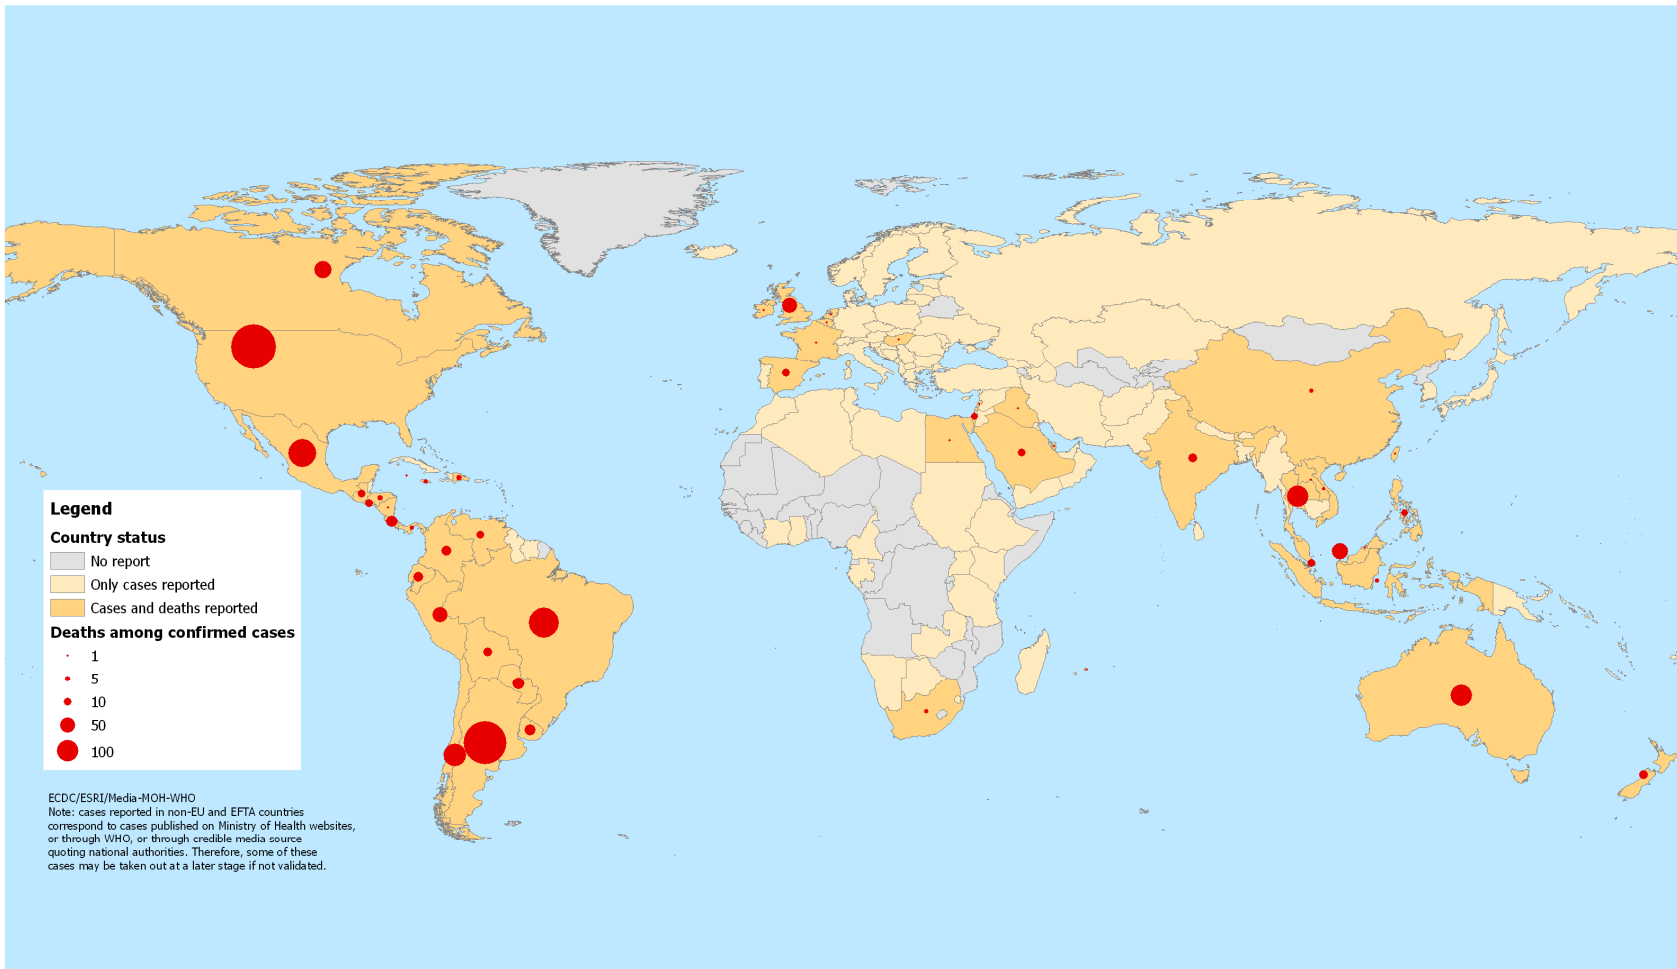 Legend
Country status
No report
Only cases reported
Cases and deaths reported
Deaths among confirmed cases
1
5
10
50
100
ECDC/ESRI/Media-MOH-WHO
Note: cases reported in non-EU and EFTA countries
correspond to cases published on Ministry of Health websites,
or through WHO, or through credible media source
quoting national authorities. Therefore, some of these
cases may be taken out at a later stage if not validated.